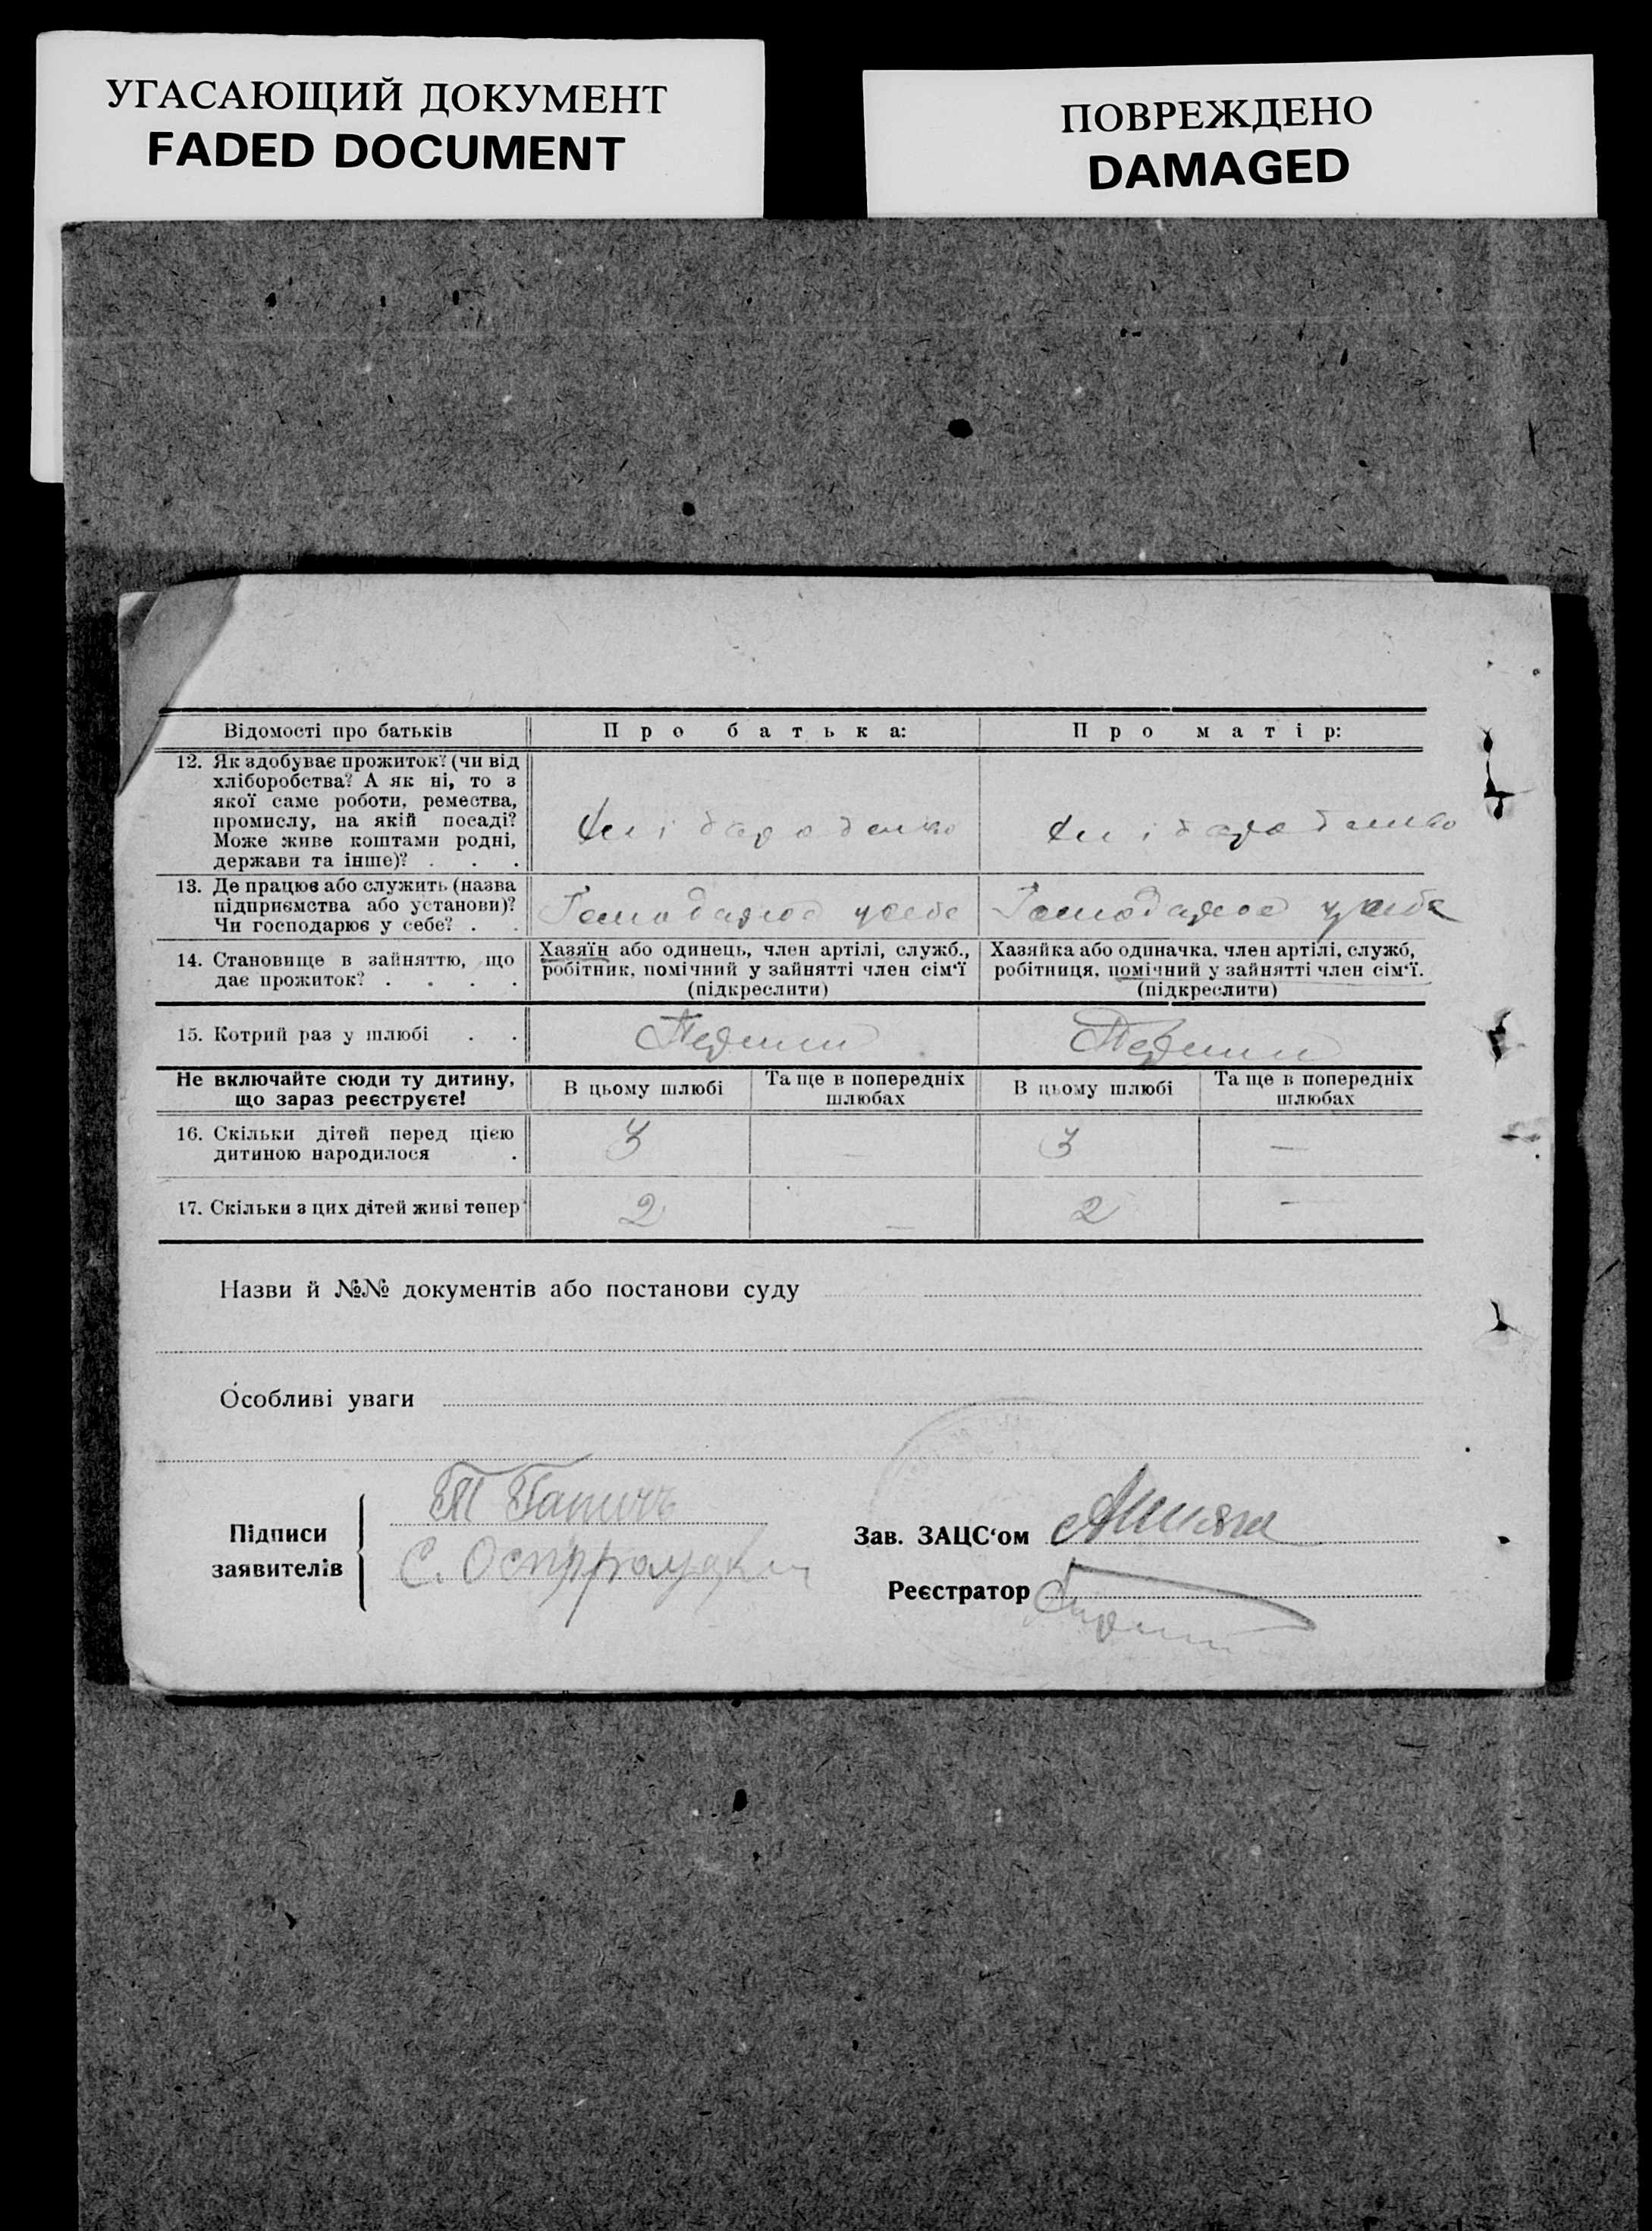 УГАСАЮЩИЙ ДОКУМЕНТ
FADED DOCUMENT
ПОВРЕЖДЕНО
DAMAGED
Відомості про батьків
Про батька:
Про матір:
12. Як здобуває прожиток? (чи від
хліборобства? А як ні, то з
якої саме роботи, ремества,
промислу, на якій посаді?
Може живе коштами родні,
держави та інше)? . . .
13. Де працює або служить (назва
підприємства або установи)?
Чи господарює у себе? . .
Господарює у себе
Господарює у себе
14. Становище в зайняттю, що
дає прожиток? . . . .
Хазяїн або одинець, член артілі, служб.,
робітник, помічний у зайнятті член сім'ї
(підкреслити)
Хазяйка або одиначка, член артілі, служб,
робітниця, помічний у зайнятті член сім'ї.
(підкреслити)
15. Котрий раз у шлюбі . .
Перший
Перший
Не включайте сюди ту дитину,
що зараз реєструєте!
В цьому шлюбі
Та ще в попередніх
шлюбах
В цьому шлюбі
Та ще в попередніх
шлюбах
16. Скільки дітей перед цією
дитиною народилося .
3
—
3
—
17. Скільки з цих дітей живі тепер
2
—
2
—
Назви й №№ документів або постанови суду
Особливі уваги
Підписи
заявителів
Зав. ЗАЦС'ом
Реєстратор